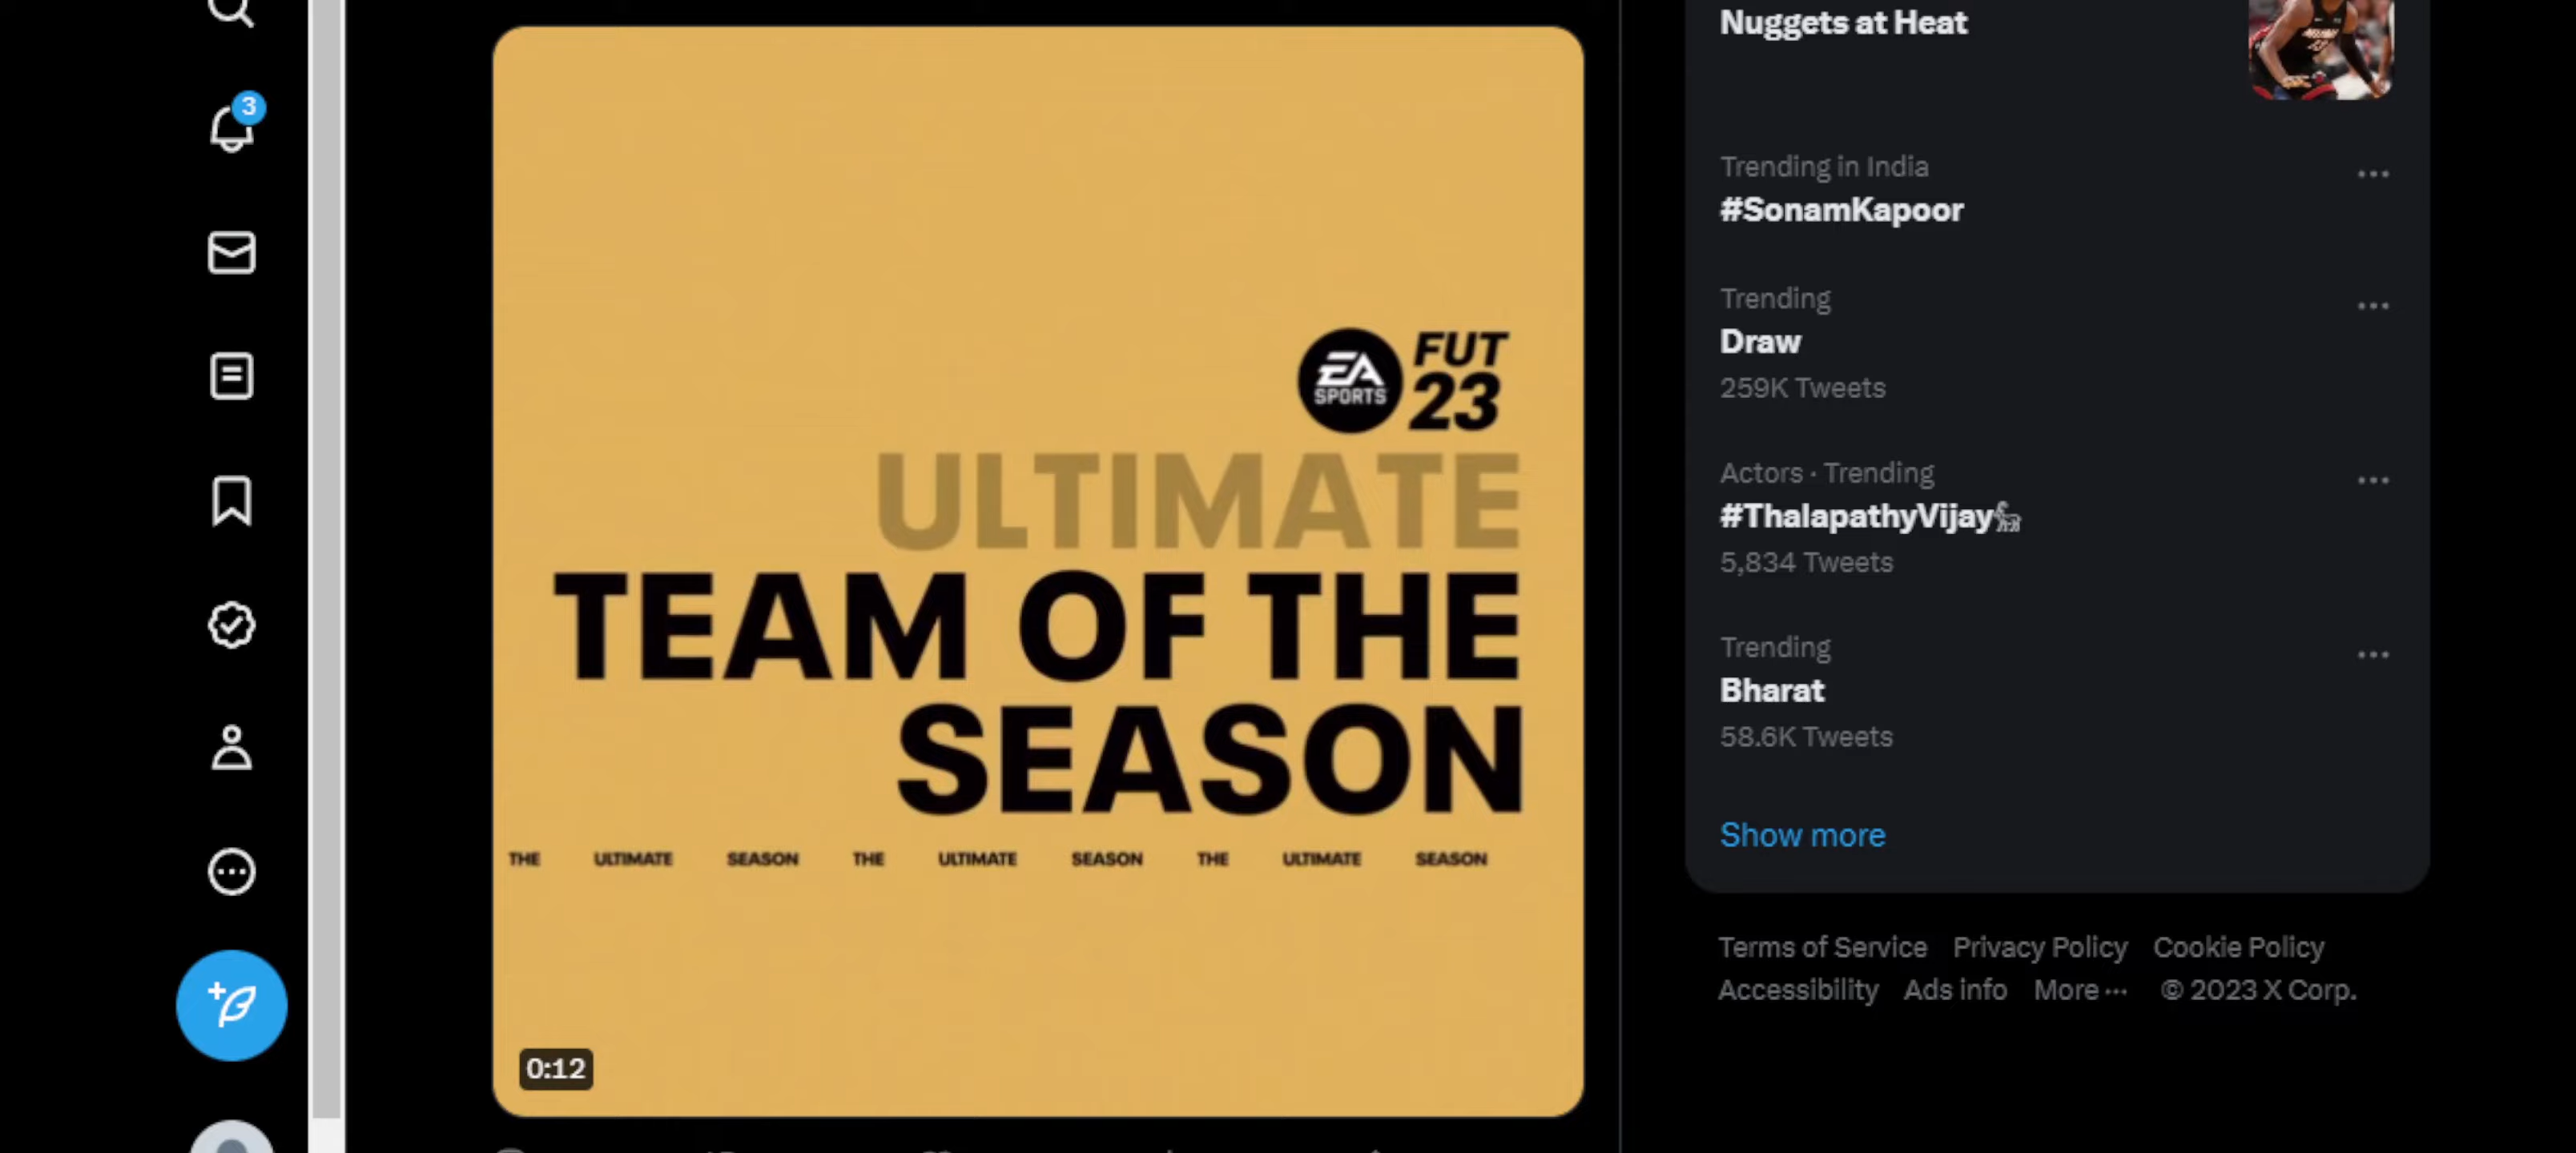 3
EA
SPORTS
FUT
23
ULTIMATE
TEAM OF THE
SEASON
THE ULTIMATE SEASON THE ULTIMATE SEASON THE ULTIMATE SEASON
0:12
Nuggets at Heat
Trending in India
#SonamKapoor
Trending
Draw
259K Tweets
Actors · Trending
#ThalapathyVijay
5,834 Tweets
Trending
Bharat
58.6K Tweets
Show more
Terms of Service Privacy Policy Cookie Policy
Accessibility Ads info More ··· © 2023 X Corp.